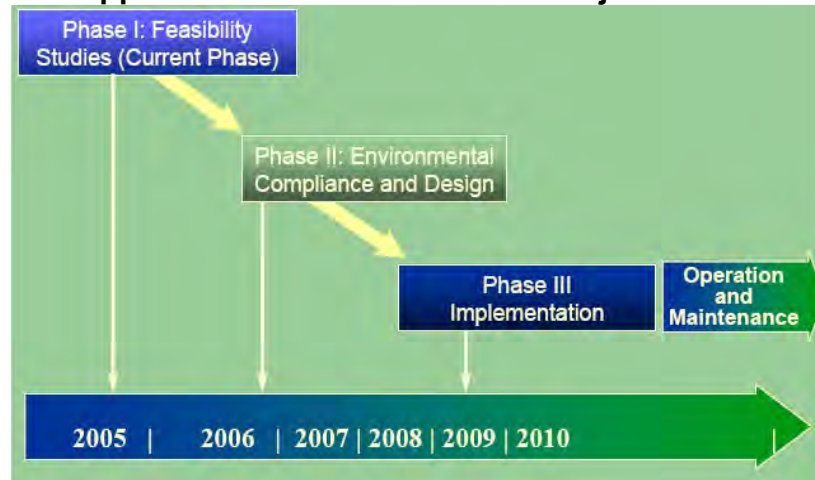 Phase I: Feasibility
Studies (Current Phase)
Phase II: Environmental
Compliance and Design
Phase III
Implementation
Operation
and
Maintenance
2005 | 2006 | 2007 | 2008 | 2009 | 2010 |